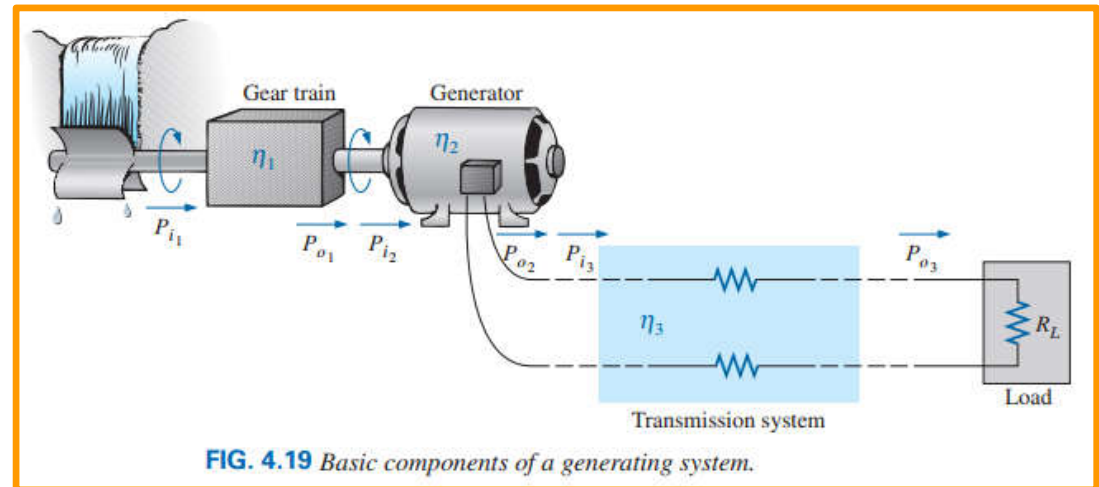 Gear train
Generator
η1
η2
Pi1
Po1
Pi2
Po2
Pi3
Po3
η3
RL
Load
Transmission system
FIG. 4.19 Basic components of a generating system.